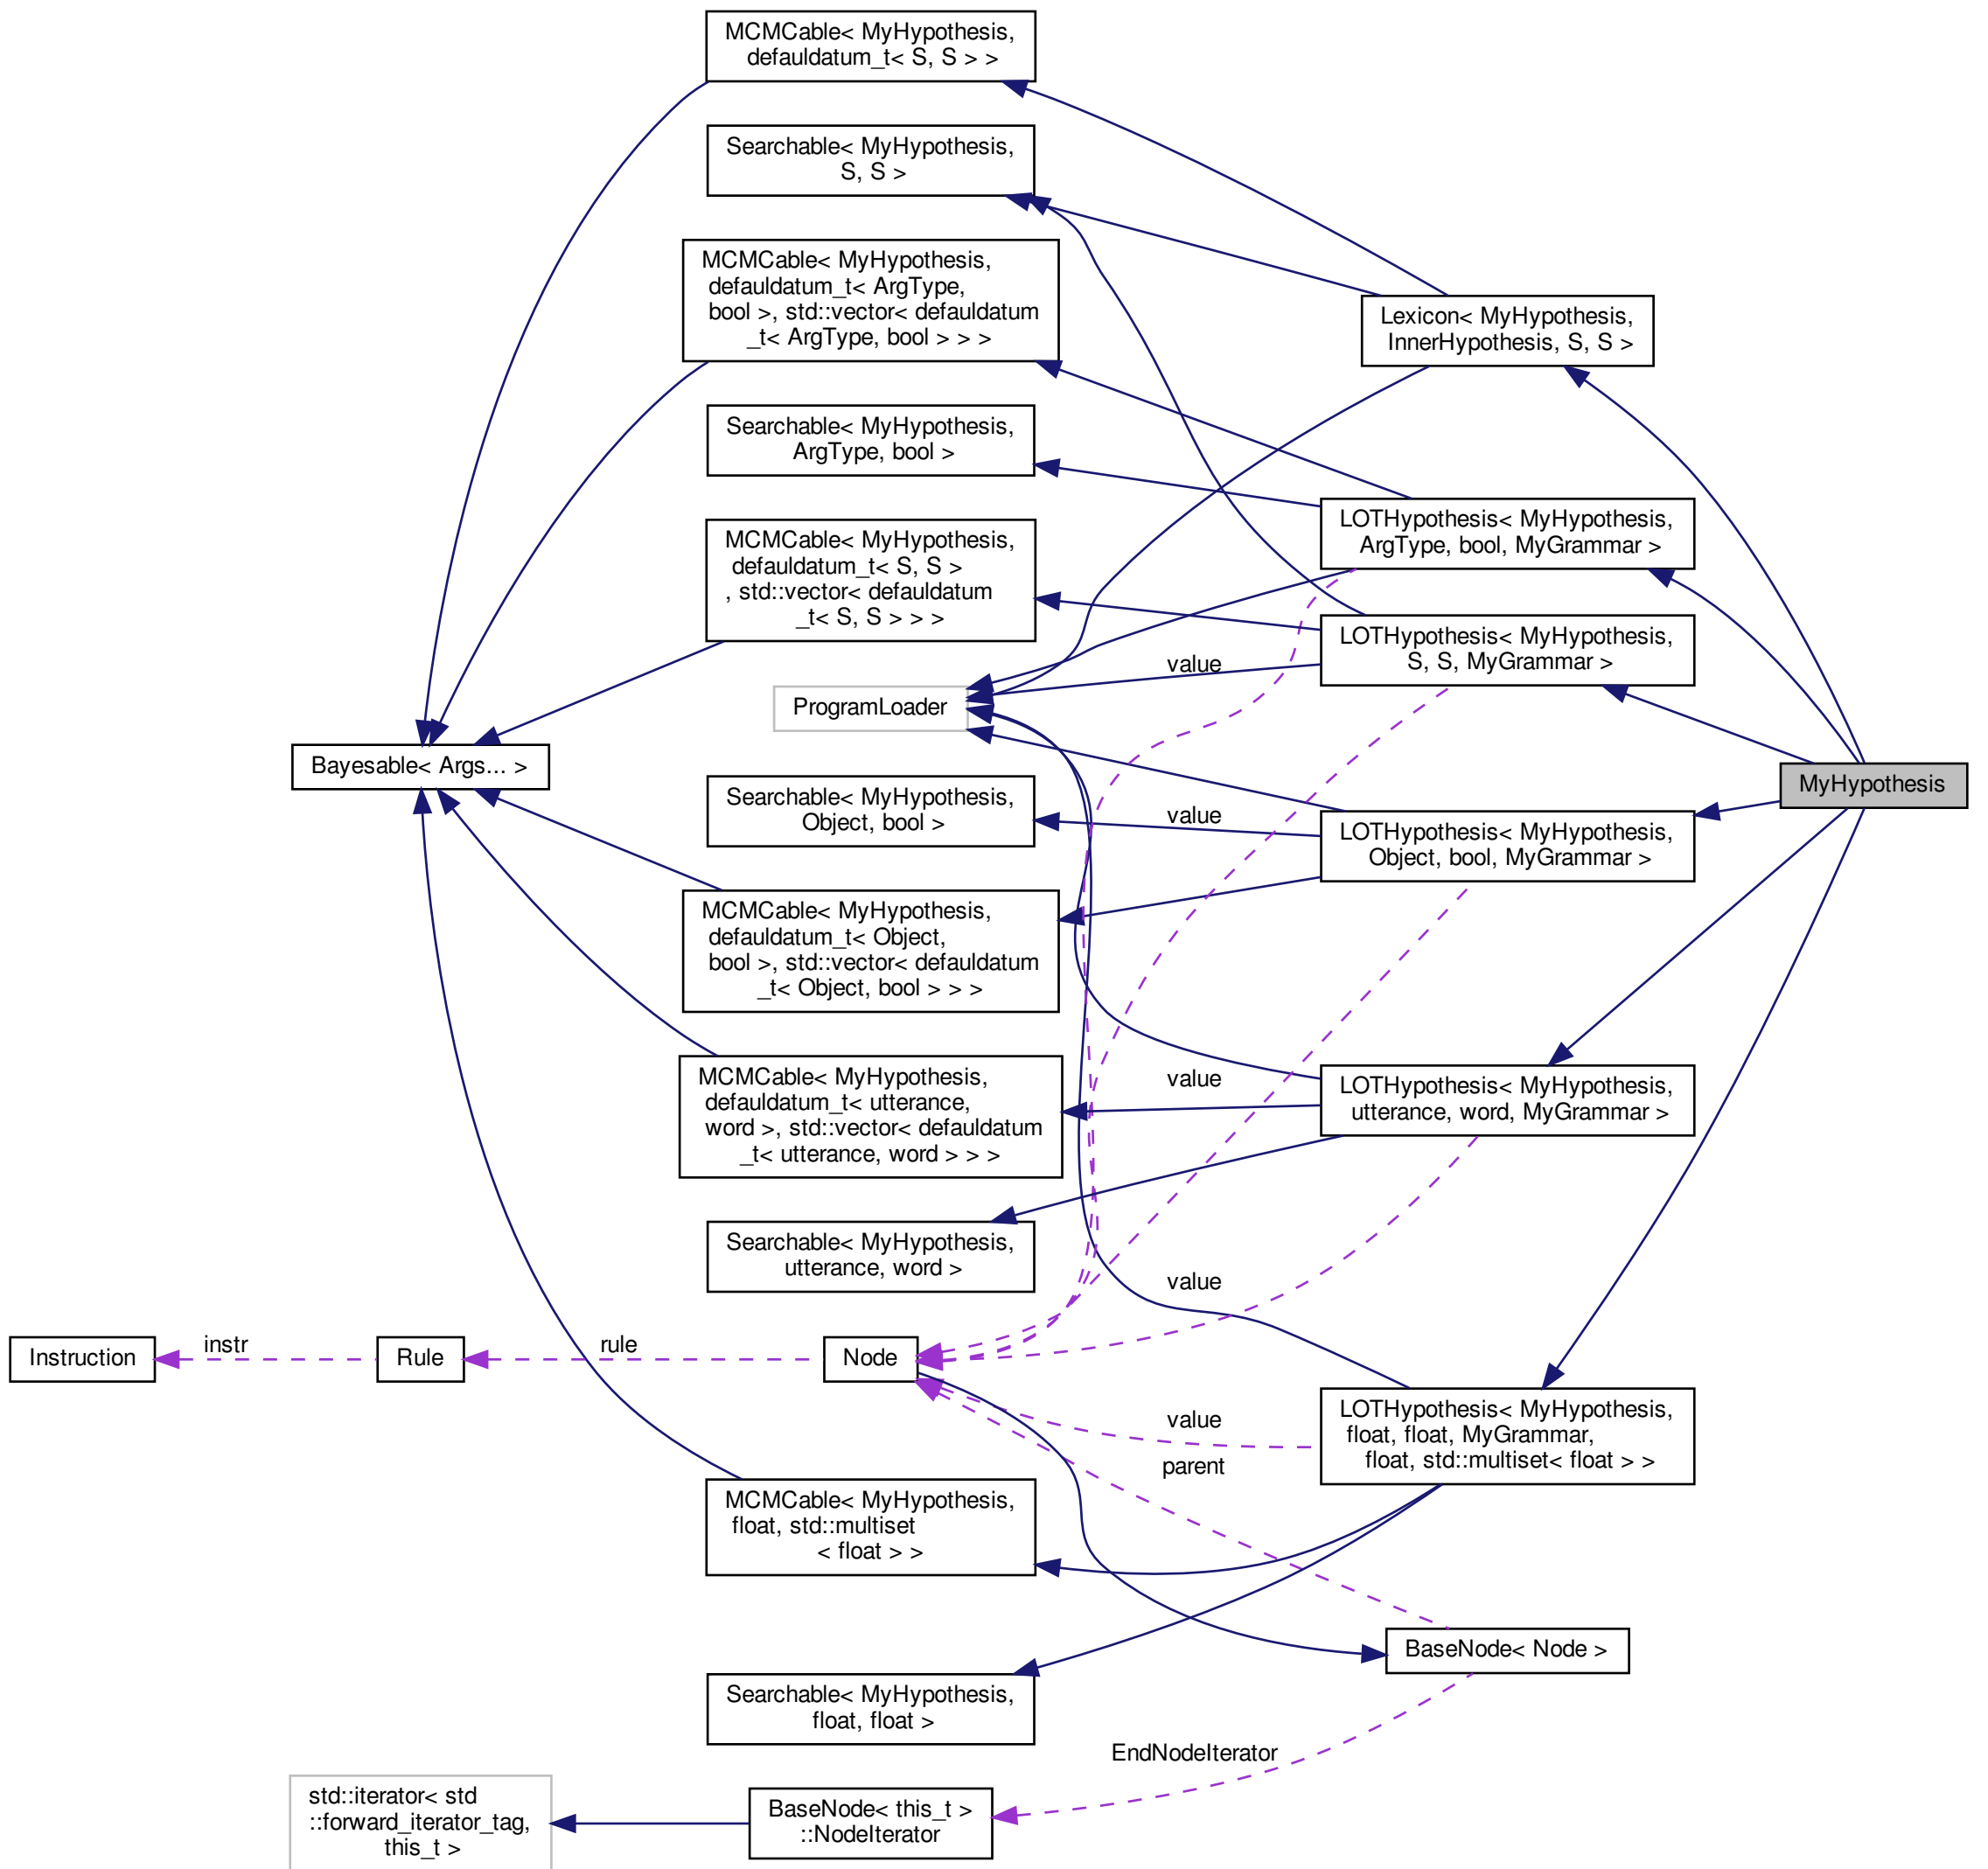 MCMCable< MyHypothesis,
defauldatum_t< S, S > >
Searchable< MyHypothesis,
S, S >
MCMCable< MyHypothesis,
defauldatum_t< ArgType,
bool >, std::vector< defauldatum
_t< ArgType, bool > > >
Lexicon< MyHypothesis,
InnerHypothesis, S, S >
Searchable< MyHypothesis,
ArgType, bool >
LOTHypothesis< MyHypothesis,
ArgType, bool, MyGrammar >
MCMCable< MyHypothesis,
defauldatum_t< S, S >
, std::vector< defauldatum
_t< S, S > > >
LOTHypothesis< MyHypothesis,
S, S, MyGrammar >
value
ProgramLoader
Bayesable< Args... >
MyHypothesis
Searchable< MyHypothesis,
Object, bool >
value
LOTHypothesis< MyHypothesis,
Object, bool, MyGrammar >
MCMCable< MyHypothesis,
defauldatum_t< Object,
bool >, std::vector< defauldatum
_t< Object, bool > > >
MCMCable< MyHypothesis,
defauldatum_t< utterance,
word >, std::vector< defauldatum
_t< utterance, word > > >
value
LOTHypothesis< MyHypothesis,
utterance, word, MyGrammar >
Searchable< MyHypothesis,
utterance, word >
value
Instruction
instr
Rule
rule
Node
LOTHypothesis< MyHypothesis,
float, float, MyGrammar,
float, std::multiset< float > >
value
parent
MCMCable< MyHypothesis,
float, std::multiset
< float > >
BaseNode< Node >
Searchable< MyHypothesis,
float, float >
EndNodeIterator
std::iterator< std
::forward_iterator_tag,
this_t >
BaseNode< this_t >
::NodeIterator